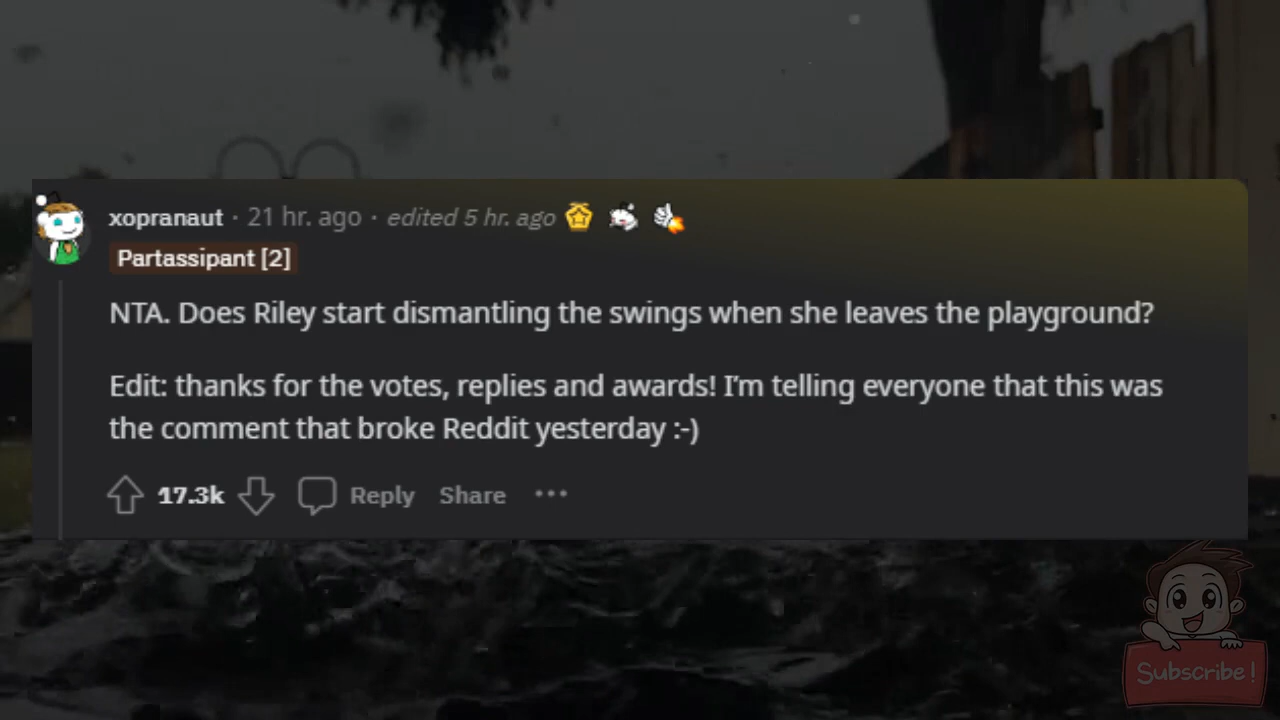 xopranaut · 21 hr. ago · edited 5 hr. ago
Partassipant [2]
NTA. Does Riley start dismantling the swings when she leaves the playground?
Edit: thanks for the votes, replies and awards! I'm telling everyone that this was
the comment that broke Reddit yesterday :-)
17.3k Reply Share ···
Subscribe!